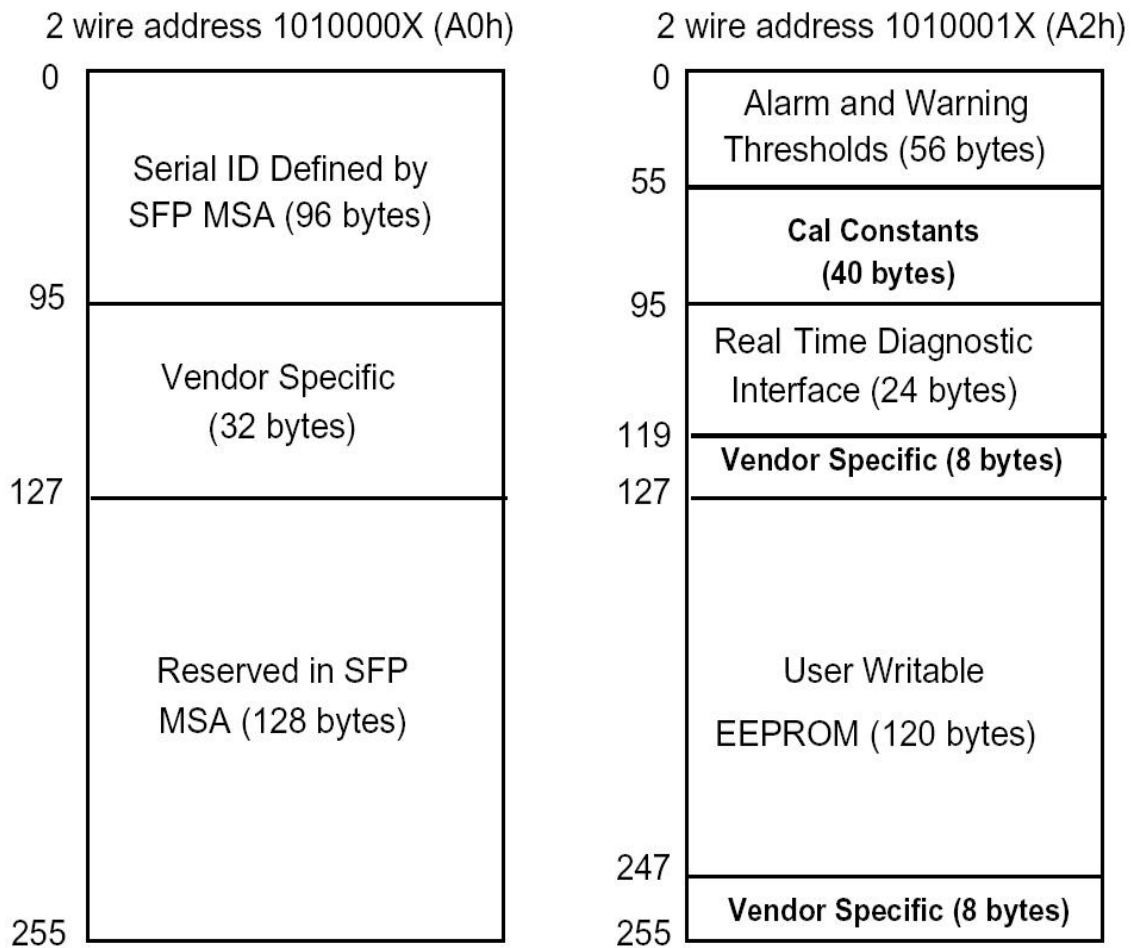 2 wire address 1010000X (A0h)
0
Serial ID Defined by
SFP MSA (96 bytes)
95
Vendor Specific
(32 bytes)
127
Reserved in SFP
MSA (128 bytes)
255
2 wire address 1010001X (A2h)
0
Alarm and Warning
Thresholds (56 bytes)
55
Cal Constants
(40 bytes)
95
Real Time Diagnostic
Interface (24 bytes)
119
Vendor Specific (8 bytes)
127
User Writable
EEPROM (120 bytes)
247
Vendor Specific (8 bytes)
255